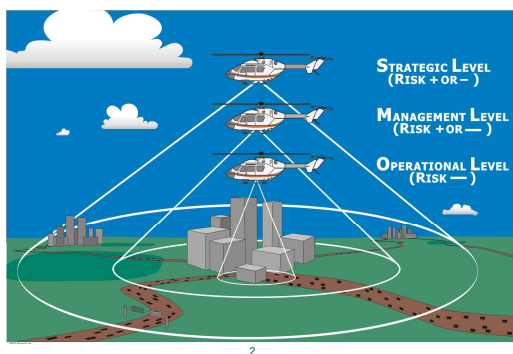 STRATEGIC LEVEL
(RISK + OR – )
MANAGEMENT LEVEL
(RISK + OR — )
OPERATIONAL LEVEL
(RISK — )
2